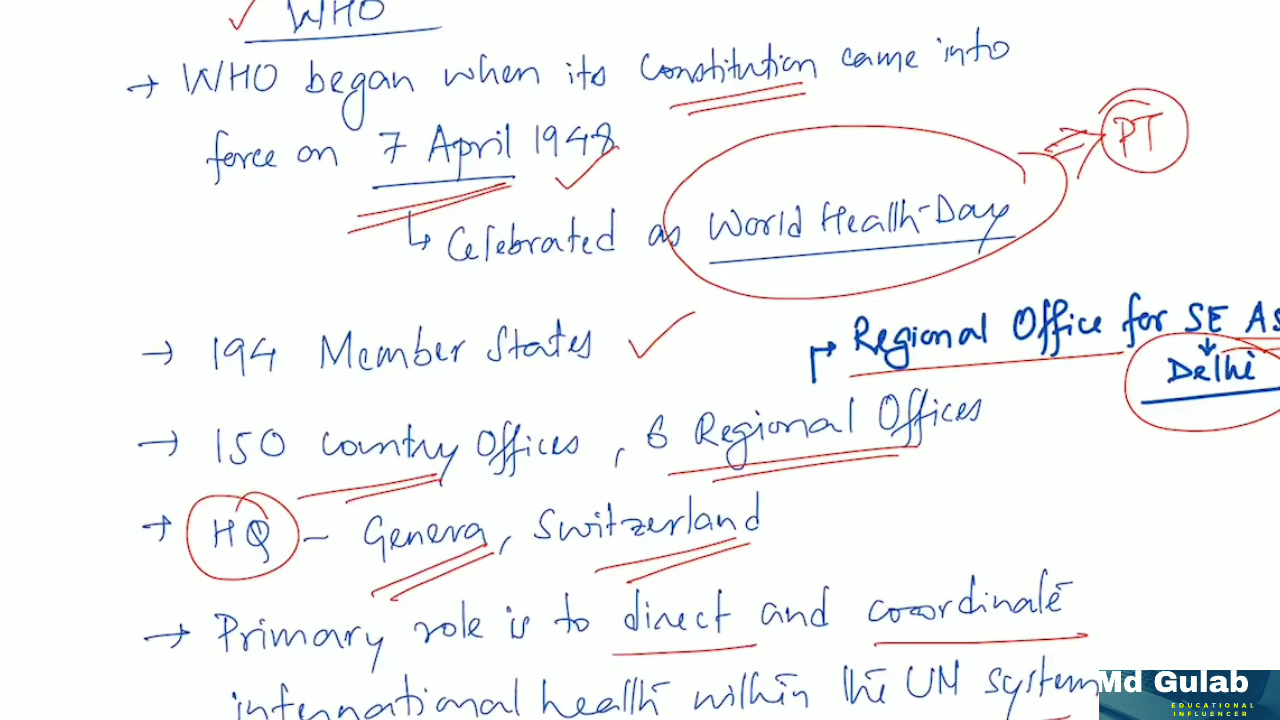 ✓ WHO
→ WHO began when its Constitution came into
force on 7 April 1948
PT
↳ Celebrated as World Health Day
→ 194 Member States ✓
Regional Office for SE As
Delhi
→ 150 Country Offices, 6 Regional Offices
→ HQ – Geneva, Switzerland
→ Primary role is to direct and coordinate
international health within the UN system
Md Gulab
EDUCATIONAL
INFLUENCER